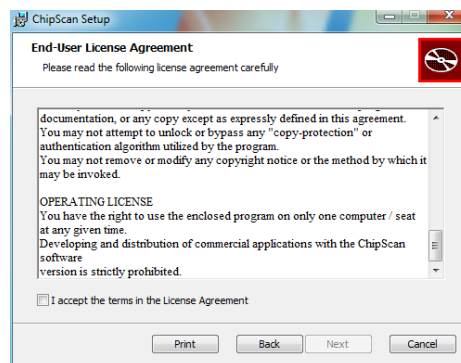 ChipScan Setup
End-User License Agreement
Please read the following license agreement carefully
documentation, or any copy except as expressly defined in this agreement.
You may not attempt to unlock or bypass any "copy-protection" or
authentication algorithm utilized by the program.
You may not remove or modify any copyright notice or the method by which it
may be invoked.
OPERATING LICENSE
You have the right to use the enclosed program on only one computer / seat
at any given time.
Developing and distribution of commercial applications with the ChipScan
software
version is strictly prohibited.
I accept the terms in the License Agreement
Print
Back
Next
Cancel